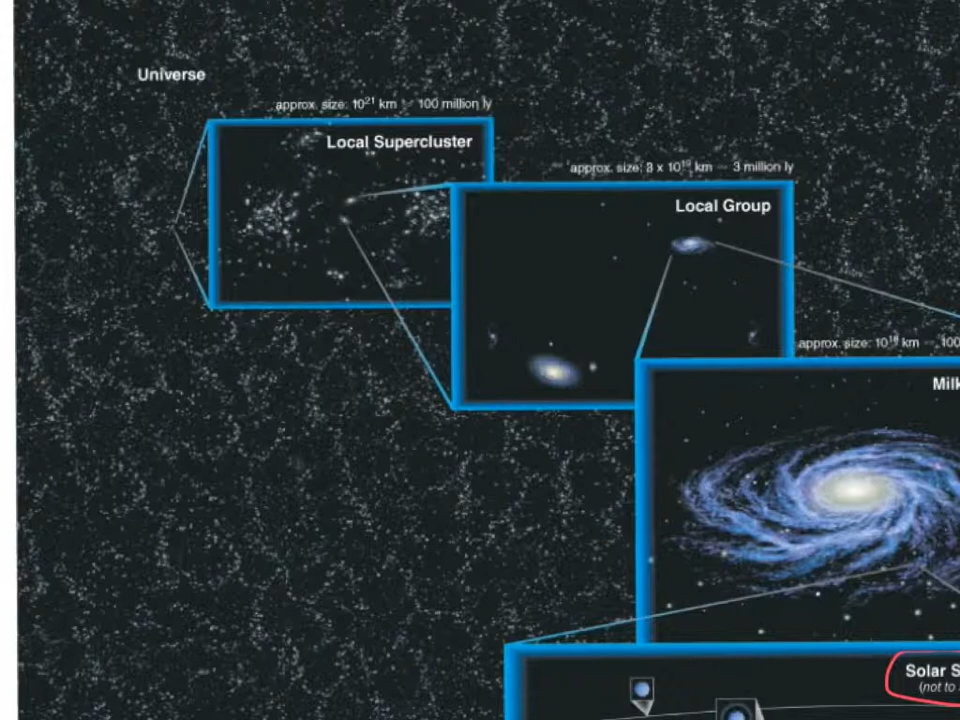 Universe
approx. size: 10²¹ km 100 million ly
Local Supercluster
approx. size: 3 x 10¹⁹ km 3 million ly
Local Group
approx. size: 10¹⁸ km 100
Milk
Solar S
(not to